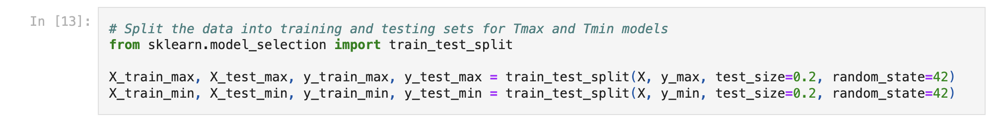 In [13]:
# Split the data into training and testing sets for Tmax and Tmin models
from sklearn.model_selection import train_test_split
X_train_max, X_test_max, y_train_max, y_test_max = train_test_split(X, y_max, test_size=0.2, random_state=42)
X_train_min, X_test_min, y_train_min, y_test_min = train_test_split(X, y_min, test_size=0.2, random_state=42)